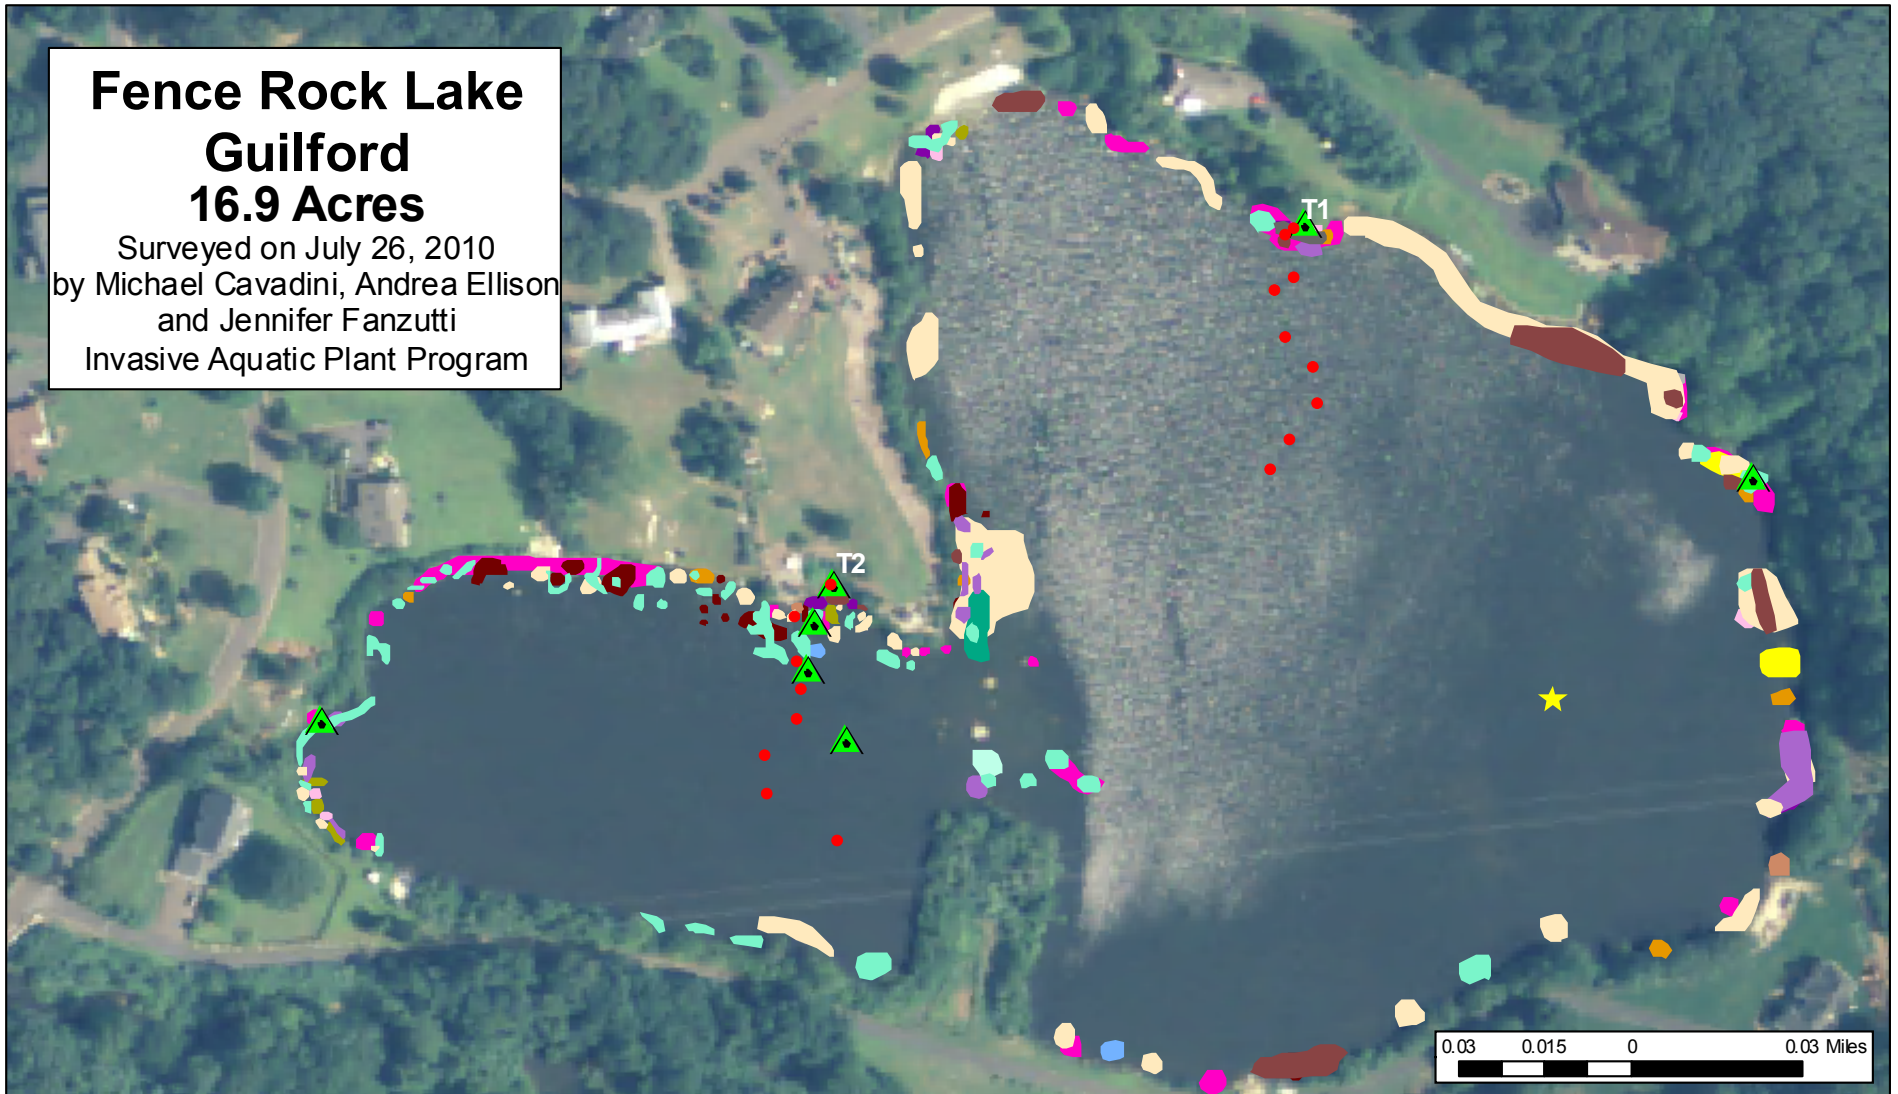 Fence Rock Lake
Guilford
16.9 Acres
Surveyed on July 26, 2010
by Michael Cavadini, Andrea Ellison
and Jennifer Fanzutti
Invasive Aquatic Plant Program
T1
T2
0.03 0.015 0 0.03 Miles